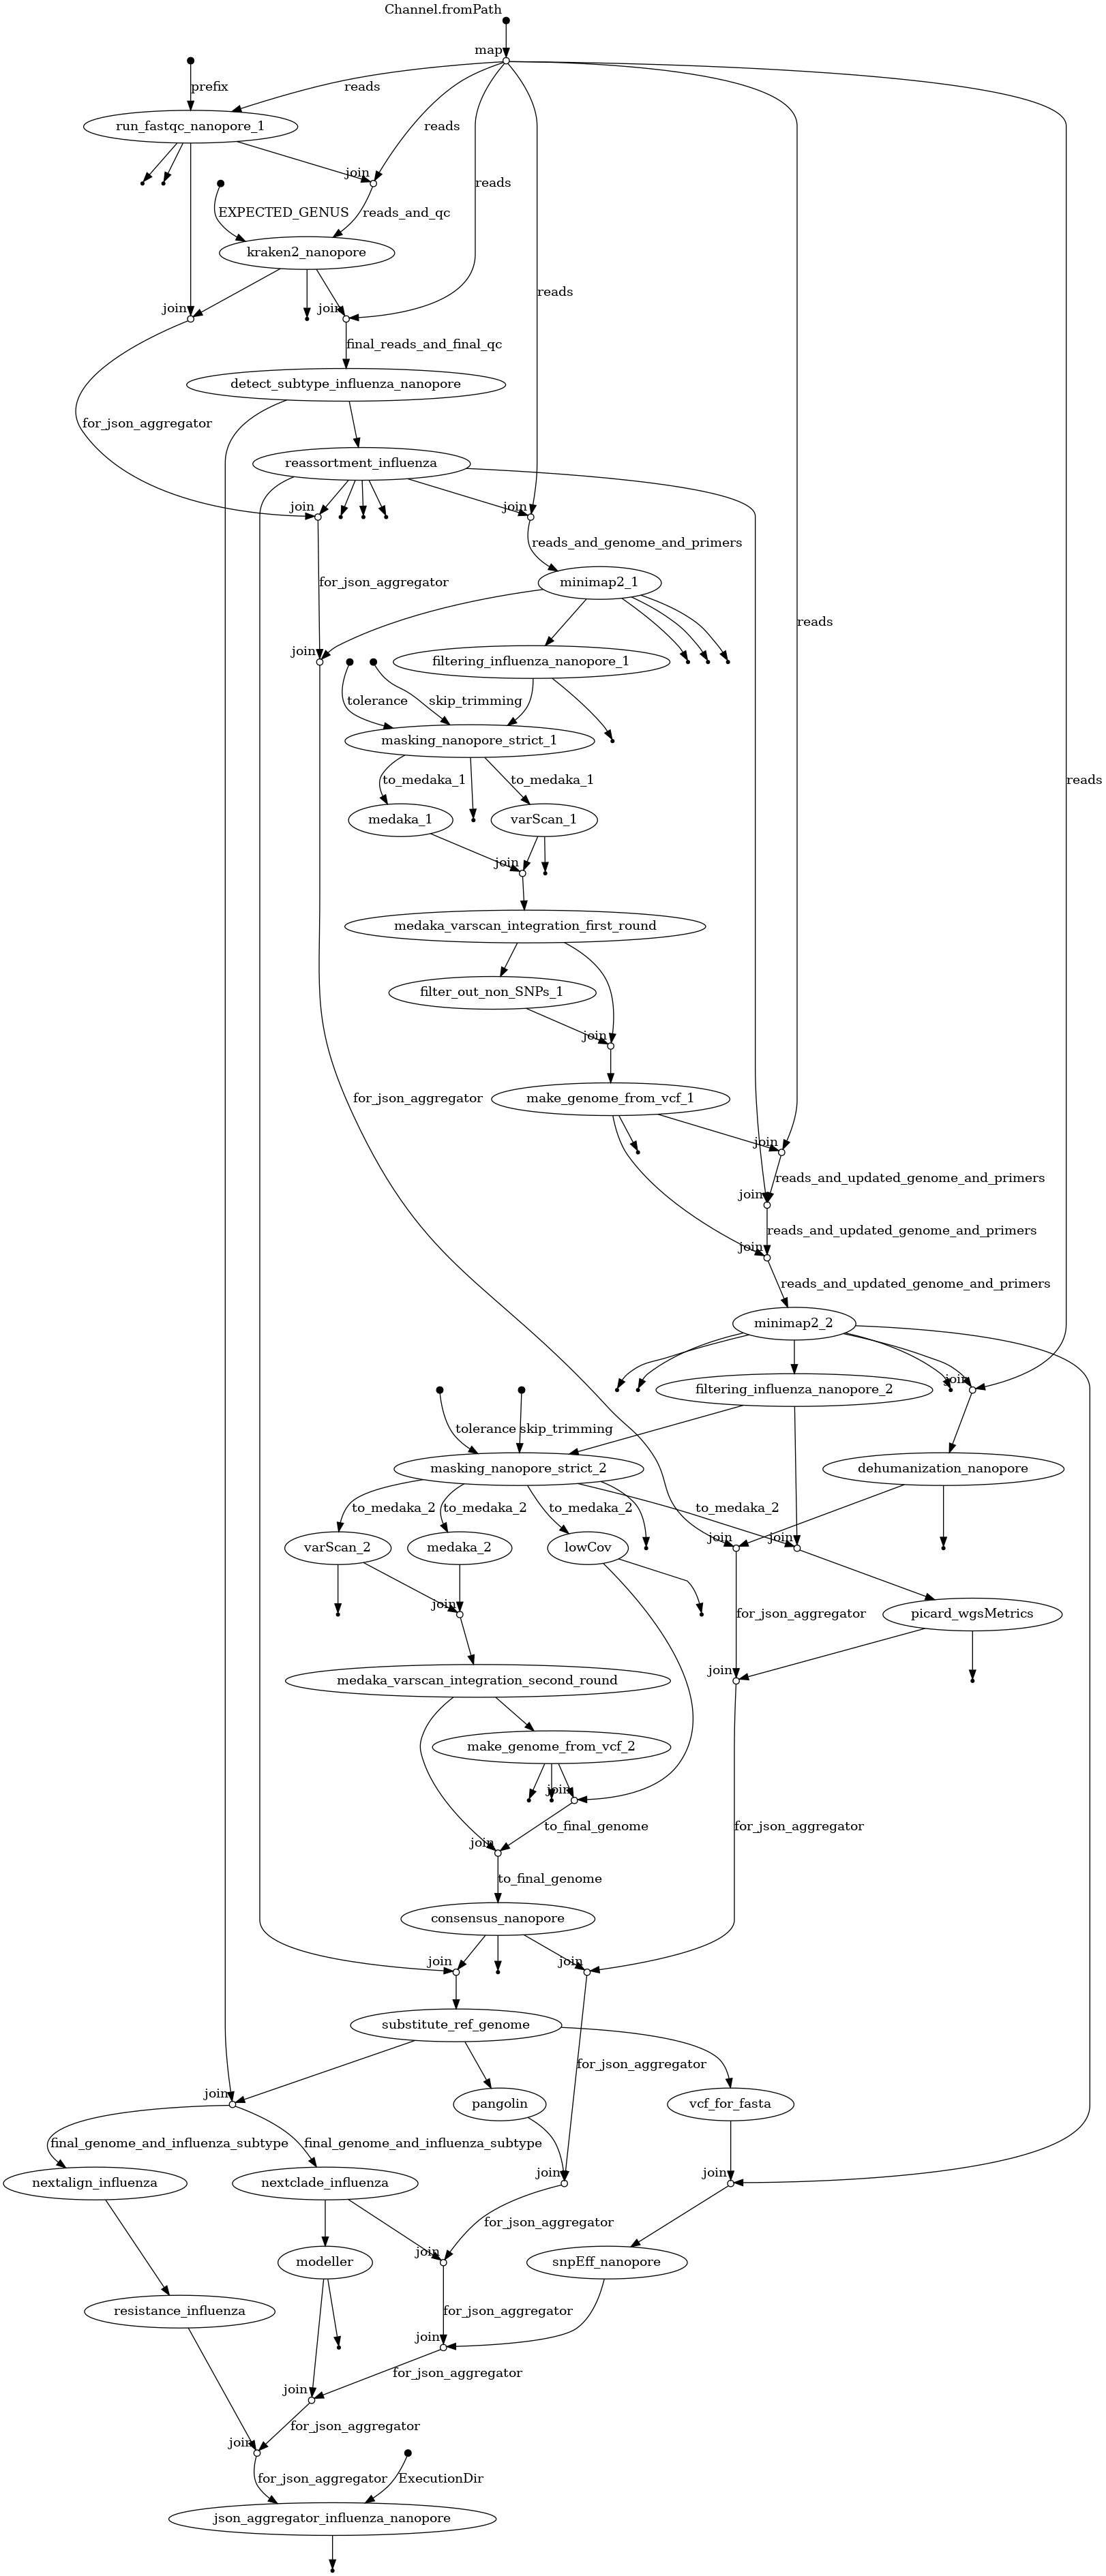 Channel.fromPath
map
prefix
reads
run_fastqc_nanopore_1
reads
join
reads
EXPECTED_GENUS
reads_and_qc
kraken2_nanopore
reads
join
join
final_reads_and_final_qc
detect_subtype_influenza_nanopore
for_json_aggregator
reassortment_influenza
join
join
reads_and_genome_and_primers
for_json_aggregator
minimap2_1
reads
join
filtering_influenza_nanopore_1
tolerance
skip_trimming
masking_nanopore_strict_1
to_medaka_1
to_medaka_1
reads
medaka_1
varScan_1
join
medaka_varscan_integration_first_round
filter_out_non_SNPs_1
join
for_json_aggregator
make_genome_from_vcf_1
join
reads_and_updated_genome_and_primers
join
reads_and_updated_genome_and_primers
join
reads_and_updated_genome_and_primers
minimap2_2
join
filtering_influenza_nanopore_2
tolerance
skip_trimming
masking_nanopore_strict_2
dehumanization_nanopore
to_medaka_2
to_medaka_2
to_medaka_2
to_medaka_2
join
join
varScan_2
medaka_2
lowCov
join
for_json_aggregator
picard_wgsMetrics
join
medaka_varscan_integration_second_round
make_genome_from_vcf_2
join
to_final_genome
for_json_aggregator
join
to_final_genome
consensus_nanopore
join
join
substitute_ref_genome
for_json_aggregator
join
pangolin
vcf_for_fasta
final_genome_and_influenza_subtype
final_genome_and_influenza_subtype
join
join
nextalign_influenza
nextclade_influenza
for_json_aggregator
join
modeller
snpEff_nanopore
resistance_influenza
for_json_aggregator
join
for_json_aggregator
join
for_json_aggregator
join
for_json_aggregator
ExecutionDir
json_aggregator_influenza_nanopore